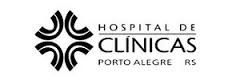 HOSPITAL DE
CLÍNICAS
PORTO ALEGRE RS